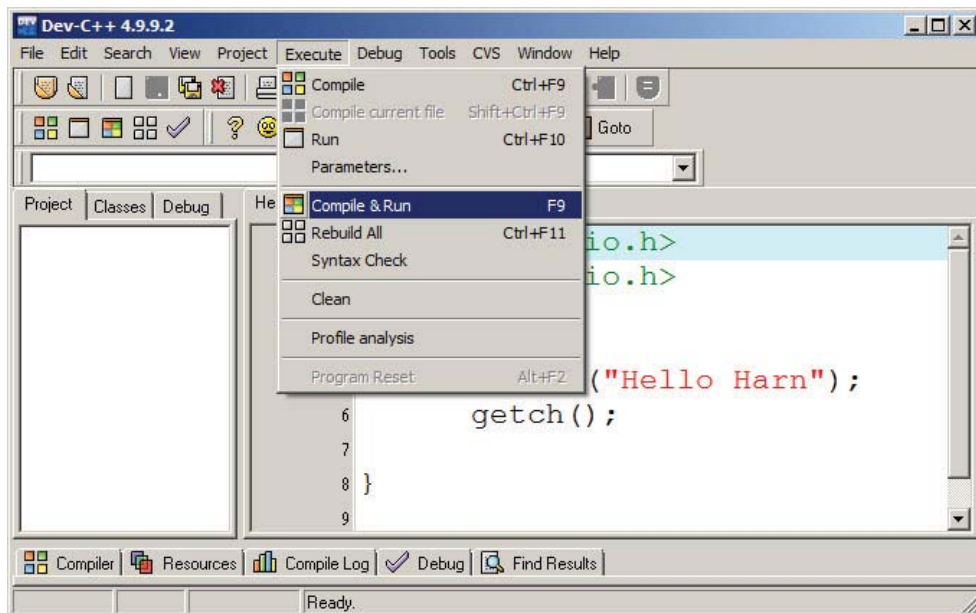 Dev-C++ 4.9.9.2
File Edit Search View Project Execute Debug Tools CVS Window Help
Compile Ctrl+F9
Compile current file Shift+Ctrl+F9
Goto
Run Ctrl+F10
Parameters...
Project Classes Debug He
Compile & Run F9
Rebuild All Ctrl+F11
io.h>
Syntax Check
io.h>
Clean
Profile analysis
Program Reset Alt+F2
("Hello Harn");
6 getch();
7
8 }
9
Compiler Resources Compile Log Debug Find Results
Ready.